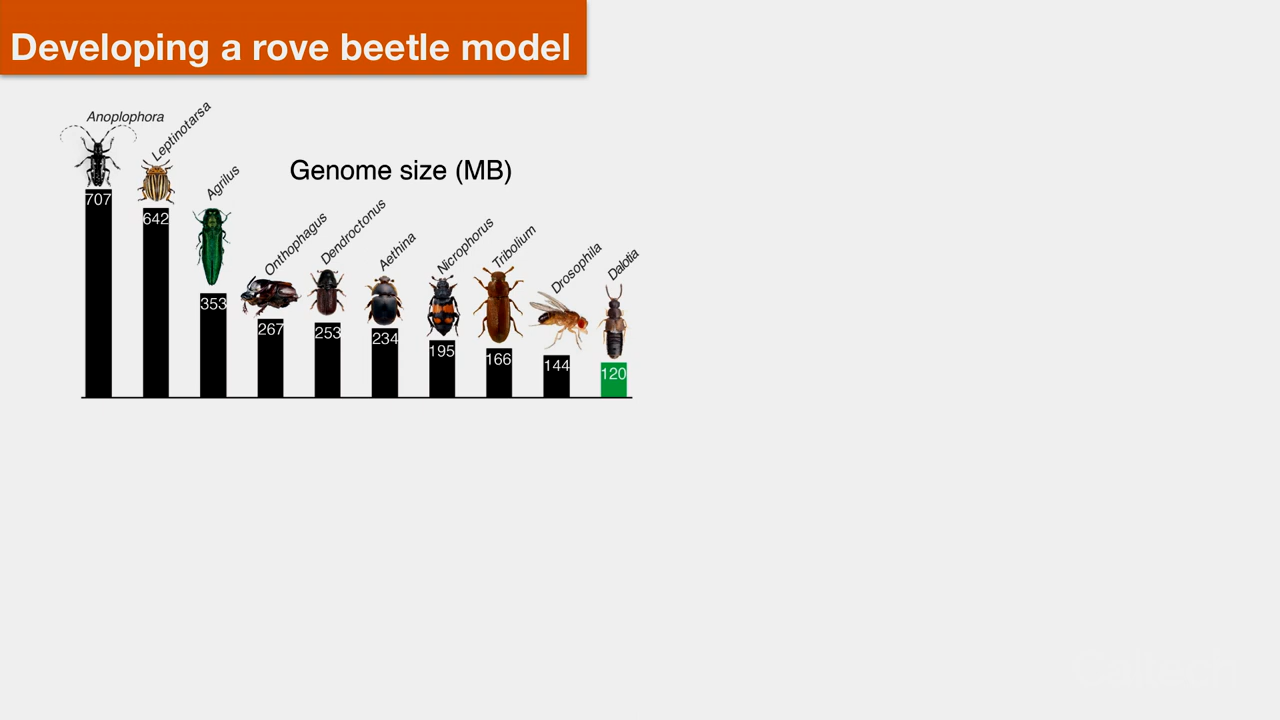 Developing a rove beetle model
Genome size (MB)
Anoplophora
Leptinotarsa
Agrilus
Onthophagus
Dendroctonus
Aethina
Nicrophorus
Tribolium
Drosophila
Dalotia
707
642
353
267
253
234
195
166
144
120
Caltech